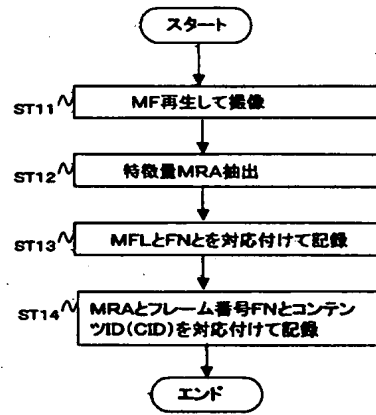 スタート
ST11 MF再生して撮像
ST12 特徴量MRA抽出
ST13 MFLとFNとを対応付けて記録
ST14 MRAとフレーム番号FNとコンテン
ツID(CID)を対応付けて記録
エンド